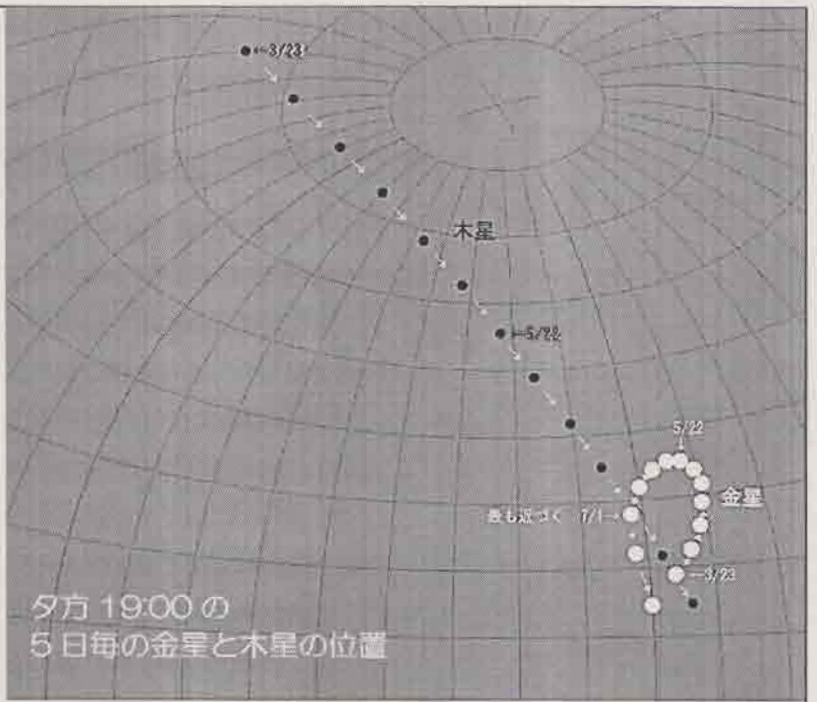 ←3/23
木星
←5/22
5/22
金星
最も近づく 7/1→
←3/23
夕方 19:00 の
5日毎の金星と木星の位置